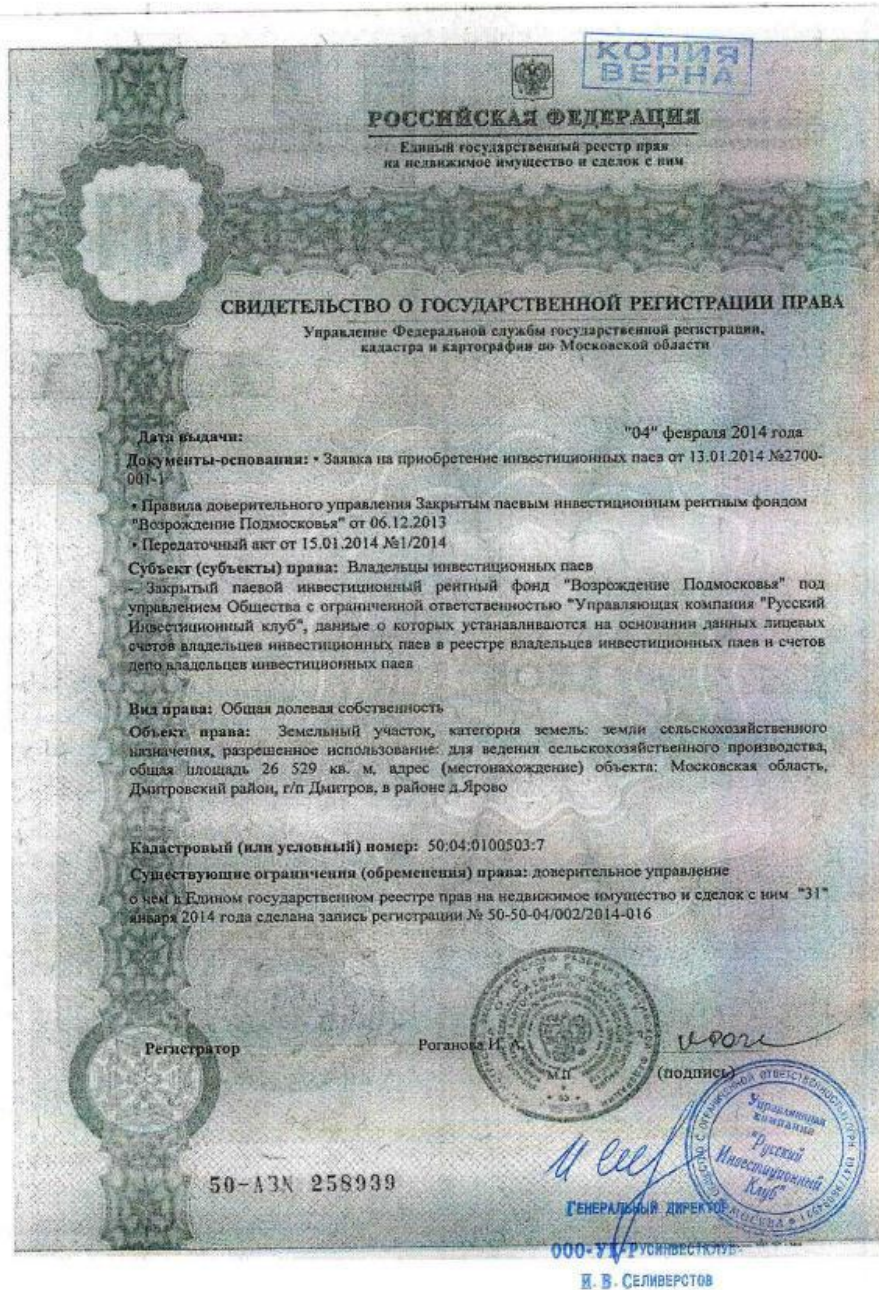 КОПИЯ
ВЕРНА
РОССИЙСКАЯ ФЕДЕРАЦИЯ
Единый государственный реестр прав
на недвижимое имущество и сделок с ним
СВИДЕТЕЛЬСТВО О ГОСУДАРСТВЕННОЙ РЕГИСТРАЦИИ ПРАВА
Управление Федеральной службы государственной регистрации,
кадастра и картографии по Московской области
Дата выдачи: "04" февраля 2014 года
Документы-основания: • Заявка на приобретение инвестиционных паев от 13.01.2014 №2700-
001-1
• Правила доверительного управления Закрытым паевым инвестиционным рентным фондом
"Возрождение Подмосковья" от 06.12.2013
• Передаточный акт от 15.01.2014 №1/2014
Субъект (субъекты) права: Владельцы инвестиционных паев
- Закрытый паевой инвестиционный рентный фонд "Возрождение Подмосковья" под
управлением Общества с ограниченной ответственностью "Управляющая компания "Русский
Инвестиционный клуб", данные о которых устанавливаются на основании данных лицевых
счетов владельцев инвестиционных паев в реестре владельцев инвестиционных паев и счетов
депо владельцев инвестиционных паев
Вид права: Общая долевая собственность
Объект права: Земельный участок, категория земель: земли сельскохозяйственного
назначения, разрешенное использование: для ведения сельскохозяйственного производства,
общая площадь 26 529 кв. м, адрес (местонахождение) объекта: Московская область,
Дмитровский район, г/п Дмитров, в районе д.Ярово
Кадастровый (или условный) номер: 50:04:0100503:7
Существующие ограничения (обременения) права: доверительное управление
о чем в Едином государственном реестре прав на недвижимое имущество и сделок с ним "31"
января 2014 года сделана запись регистрации № 50-50-04/002/2014-016
Регистратор Роганова И. А.
М.П. (подпись)
Управляющая
компания
"Русский
Инвестиционный
Клуб"
МОСКВА
50-АЗN 258939
ГЕНЕРАЛЬНЫЙ ДИРЕКТОР
ООО "УК "РУСИНВЕСТКЛУБ"
И. В. СЕЛИВЕРСТОВ